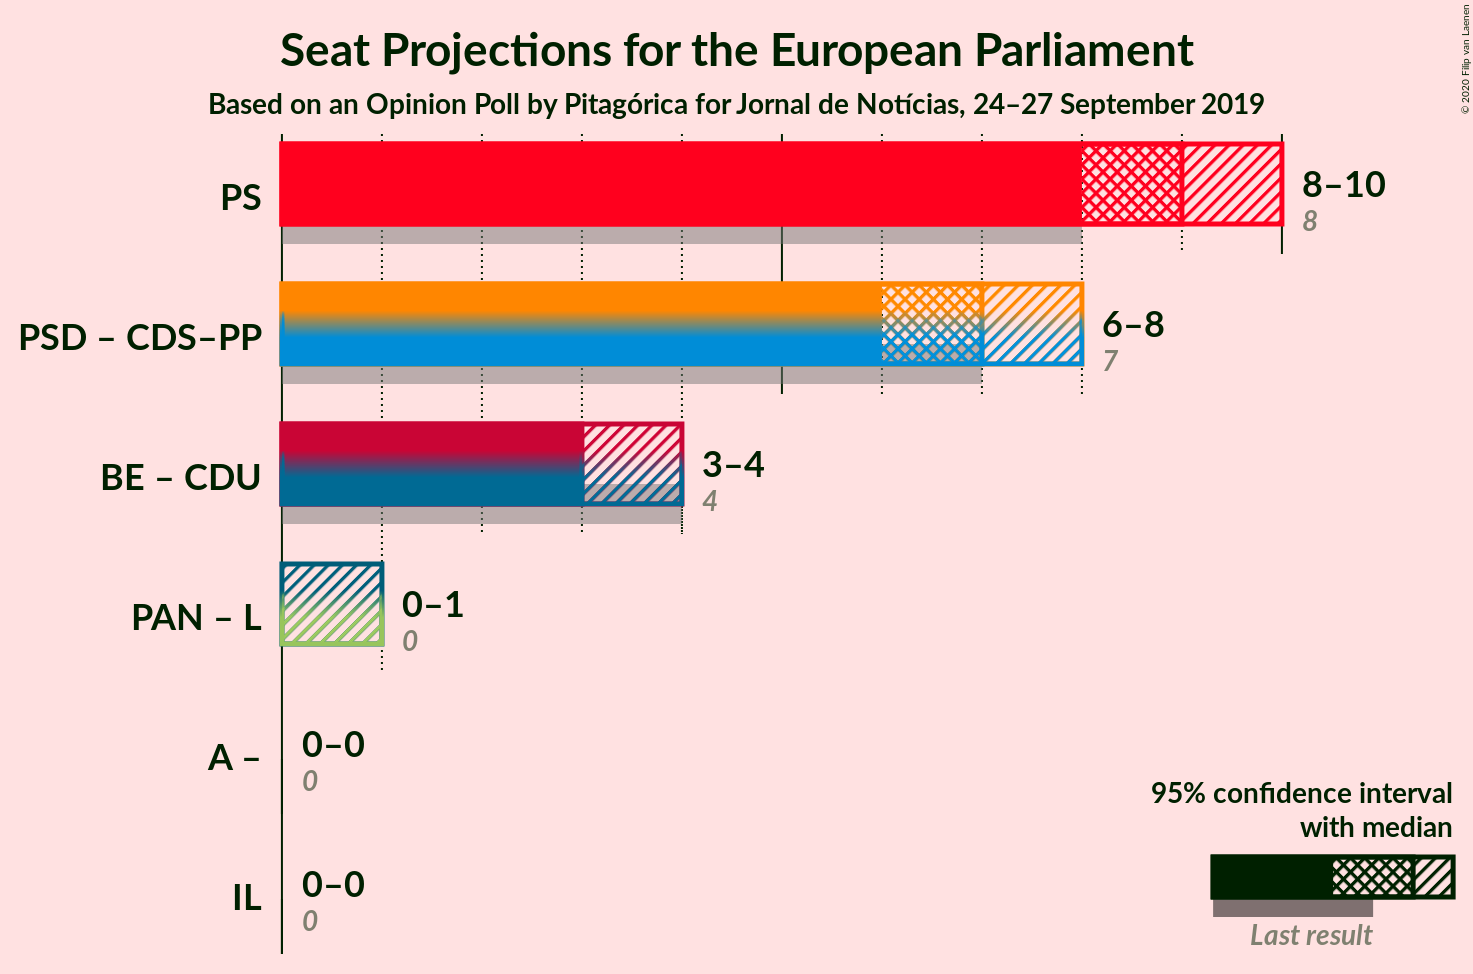 Seat Projections for the European Parliament
Based on an Opinion Poll by Pitagórica for Jornal de Notícias, 24–27 September 2019
© 2020 Filip van Laenen
PS
8–10
8
PSD – CDS–PP
6–8
7
BE – CDU
3–4
4
PAN – L
0–1
0
A –
0–0
0
IL
0–0
0
95% confidence interval
with median
Last result